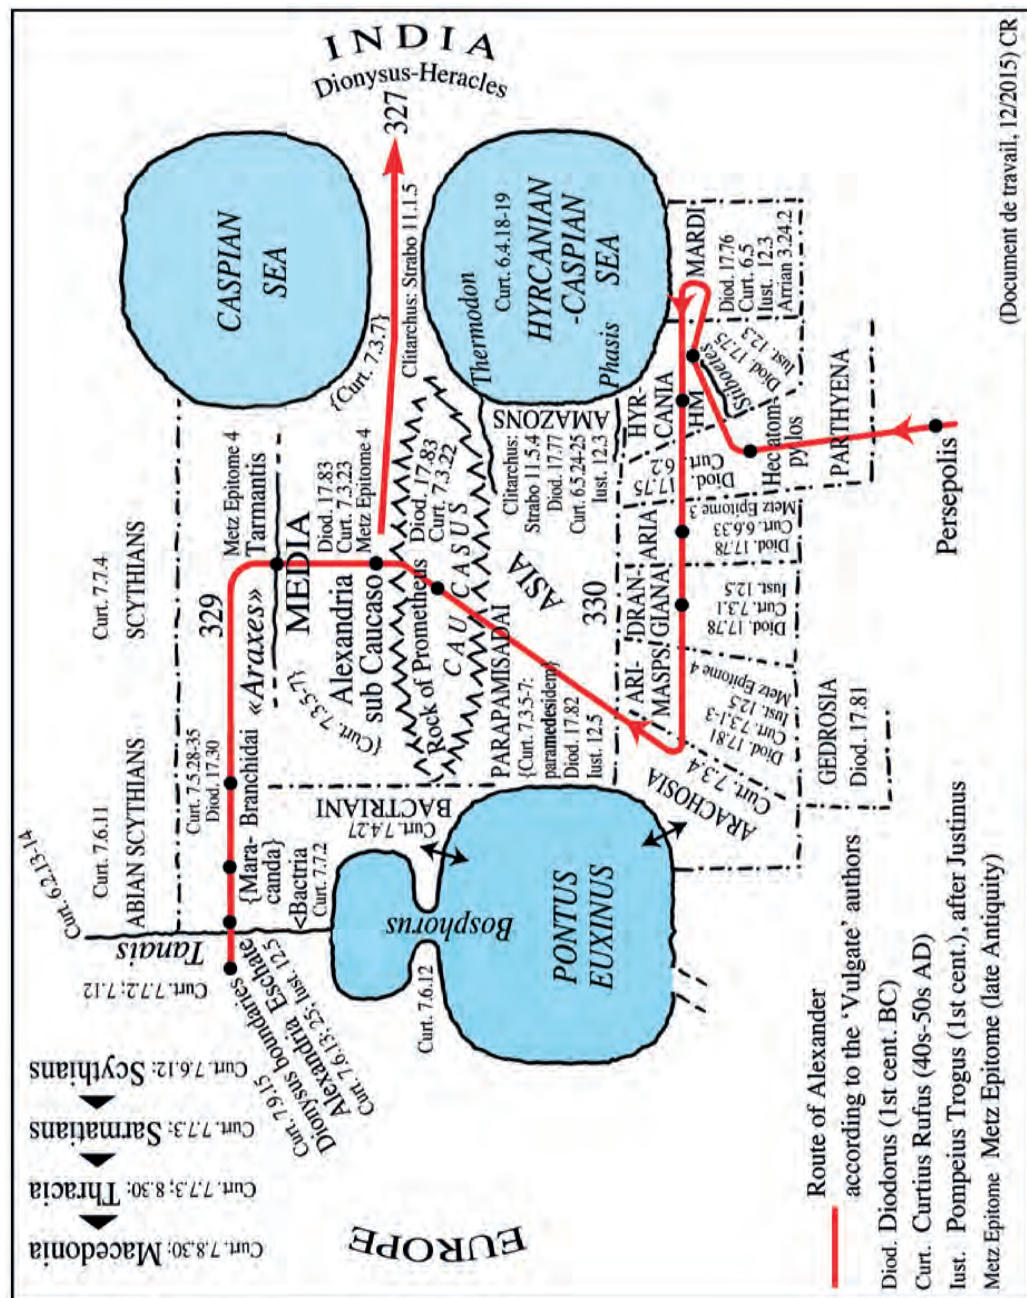 INDIA
Dionysus-Heracles
327
CASPIAN
SEA
{Curt. 7.3.7}
Clitarchus: Strabo 11.1.5
Thermodon
Curt. 6.4.18-19
HYRCANIAN
-CASPIAN
SEA
Phasis
MARDI
Diod. 17.76
Curt. 6.5
Iust. 12.3
Arrian 3.24.2
Stiboetes
Diod. 17.75
Iust. 12.3
HYR-
CANIA
HM
Hecatom-
pylos
Diod. 17.75
Curt. 6.2
PARTHYENA
Persepolis
AMAZONS
Clitarchus:
Strabo 11.5.4
Diod. 17.77
Curt. 6.5.24-25
Iust. 12.3
ASIA
330
ARIA
Diod. 17.78
Curt. 6.6.33
Metz Epitome 3
DRAN-
GIANA
Diod. 17.78
Curt. 7.3.1
Iust. 12.5
ARI-
MASPS
Diod. 17.81
Curt. 7.3.1-3
Iust. 12.5
Metz Epitome 4
ARACHOSIA
Curt. 7.3.4
GEDROSIA
Diod. 17.81
PARAPAMISADAI
{Curt. 7.3.5-7:
paramedesidem}
Diod. 17.82
Iust. 12.5
CAUCASUS
Rock of Prometheus
Diod. 17.83
Curt. 7.3.22
Alexandria
sub Caucaso
{Curt. 7.3.5-7}
Diod. 17.83
Curt. 7.3.23
Metz Epitome 4
MEDIA
Metz Epitome 4
Tarmantis
«Araxes»
329
Curt. 7.7.4
SCYTHIANS
Curt. 7.6.11
ABIAN SCYTHIANS
Curt. 6.2.13-14
Curt. 7.5.28-35
Diod. 17.30
Branchidai
{Mara-
canda}
<Bactra
Curt. 7.7.2
BACTRIANI
Curt. 7.4.27
Tanais
Curt. 7.7.2; 7.12
Curt. 7.9.15
Dionysus boundaries
Alexandria Eschate
Curt. 7.6.13; 25; Iust. 12.5
Bosphorus
Curt. 7.6.12
PONTUS
EUXINUS
Scythians Curt. 7.6.12:
Sarmatians Curt. 7.7.3:
Thracia Curt. 7.7.3; 8.30:
Macedonia Curt. 7.8.30:
EUROPE
Route of Alexander
according to the ‘Vulgate’ authors
Diod. Diodorus (1st cent. BC)
Curt. Curtius Rufus (40s-50s AD)
Iust. Pompeius Trogus (1st cent.), after Justinus
Metz Epitome Metz Epitome (late Antiquity)
(Document de travail, 12/2015) CR